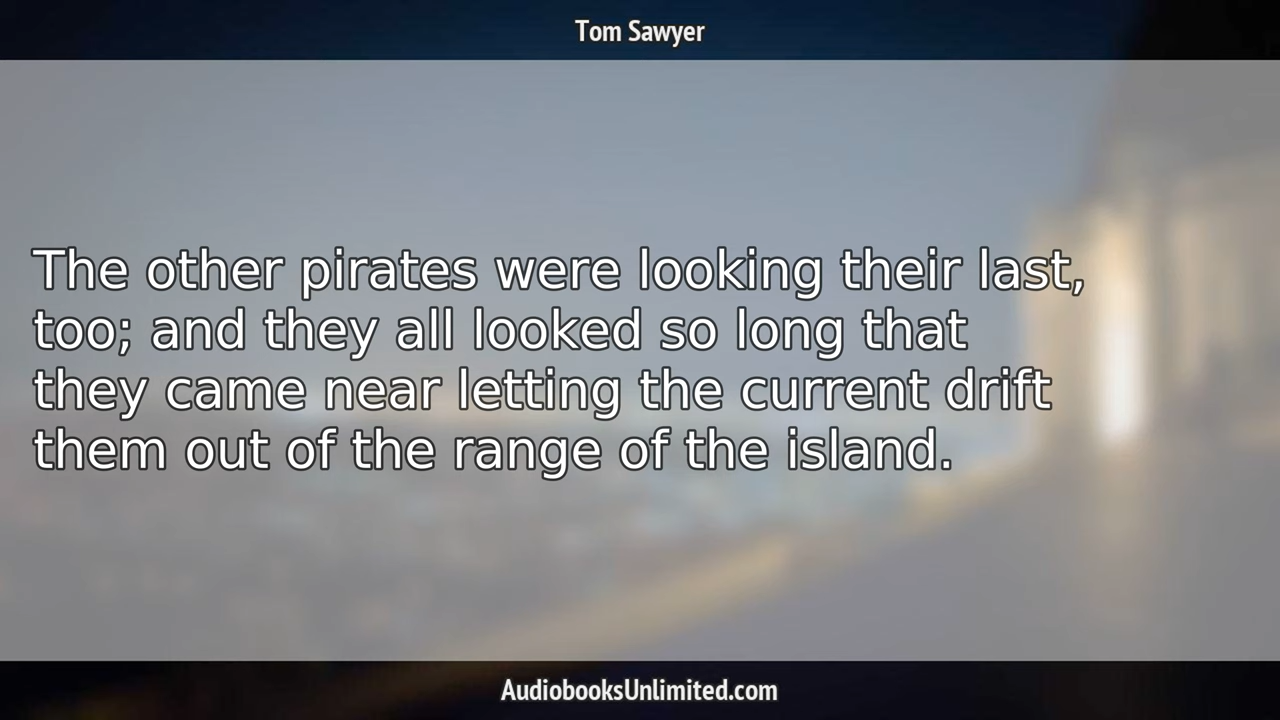 Tom Sawyer
The other pirates were looking their last,
too; and they all looked so long that
they came near letting the current drift
them out of the range of the island.
AudiobooksUnlimited.com